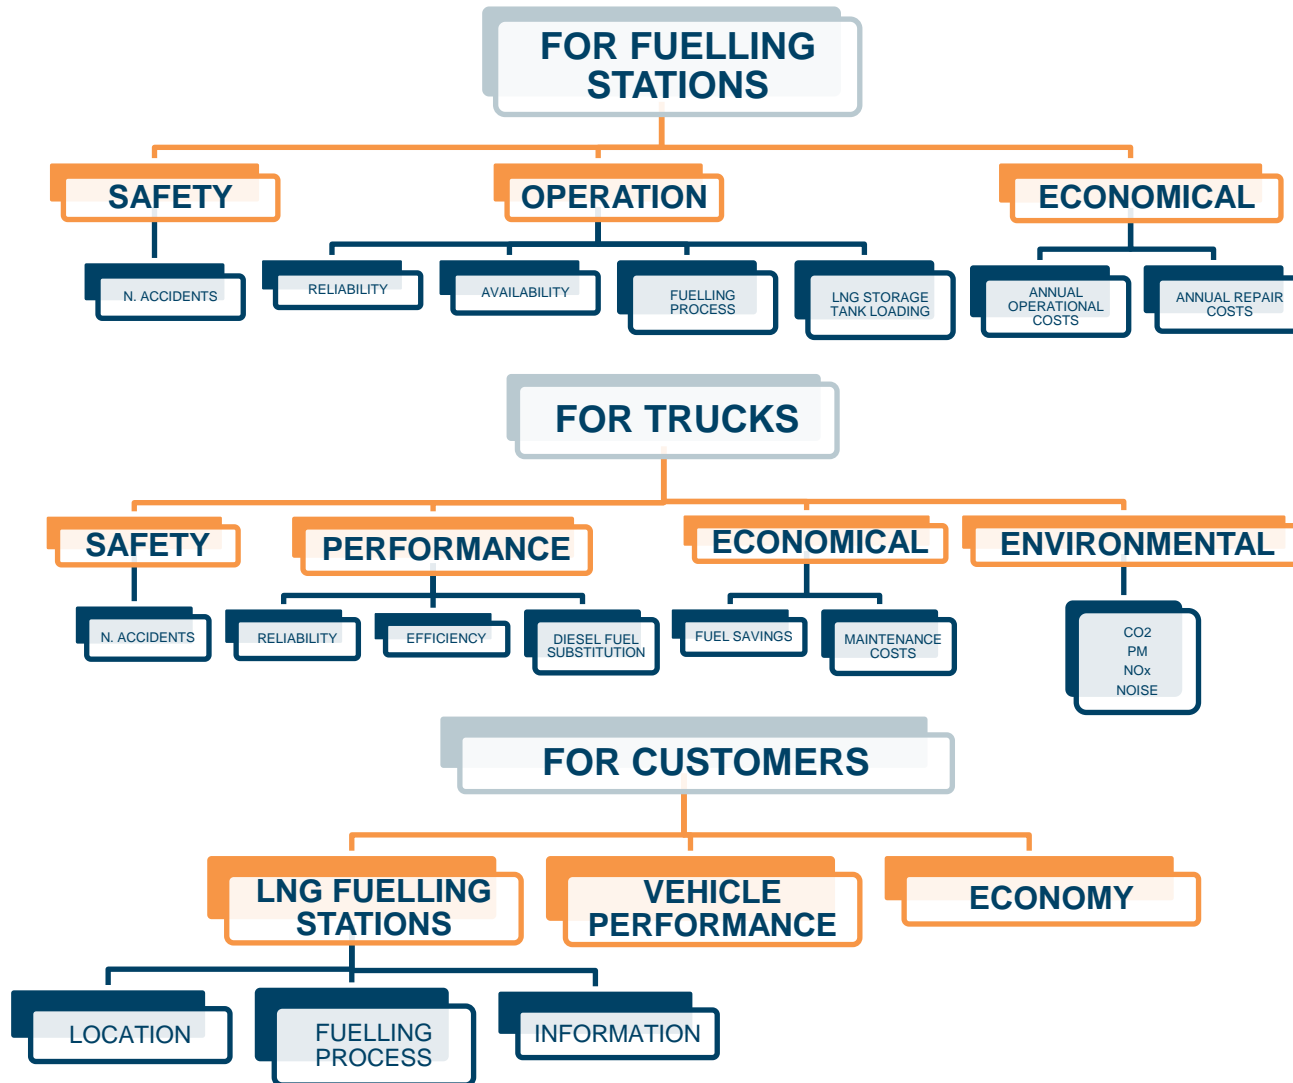 FOR FUELLING
STATIONS
SAFETY
OPERATION
ECONOMICAL
N. ACCIDENTS
RELIABILITY
AVAILABILITY
FUELLING
PROCESS
LNG STORAGE
TANK LOADING
ANNUAL
OPERATIONAL
COSTS
ANNUAL REPAIR
COSTS
FOR TRUCKS
SAFETY
PERFORMANCE
ECONOMICAL
ENVIRONMENTAL
N. ACCIDENTS
RELIABILITY
EFFICIENCY
DIESEL FUEL
SUBSTITUTION
FUEL SAVINGS
MAINTENANCE
COSTS
CO2
PM
NOx
NOISE
FOR CUSTOMERS
LNG FUELLING
STATIONS
VEHICLE
PERFORMANCE
ECONOMY
LOCATION
FUELLING
PROCESS
INFORMATION